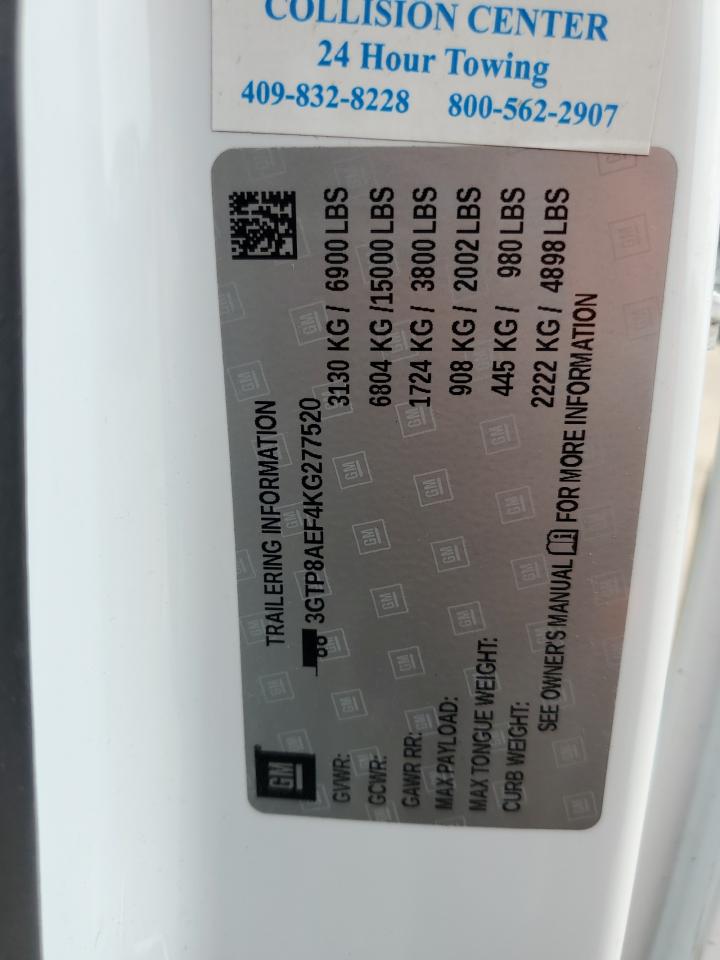 COLLISION CENTER
24 Hour Towing
409-832-8228 800-562-2907
GM
TRAILERING INFORMATION
3GTP8AEF4KG277520
GVWR: 3130 KG / 6900 LBS
GCWR: 6804 KG /15000 LBS
GAWR RR: 1724 KG / 3800 LBS
MAX PAYLOAD: 908 KG / 2002 LBS
MAX TONGUE WEIGHT: 445 KG / 980 LBS
CURB WEIGHT: 2222 KG / 4898 LBS
SEE OWNER'S MANUAL FOR MORE INFORMATION